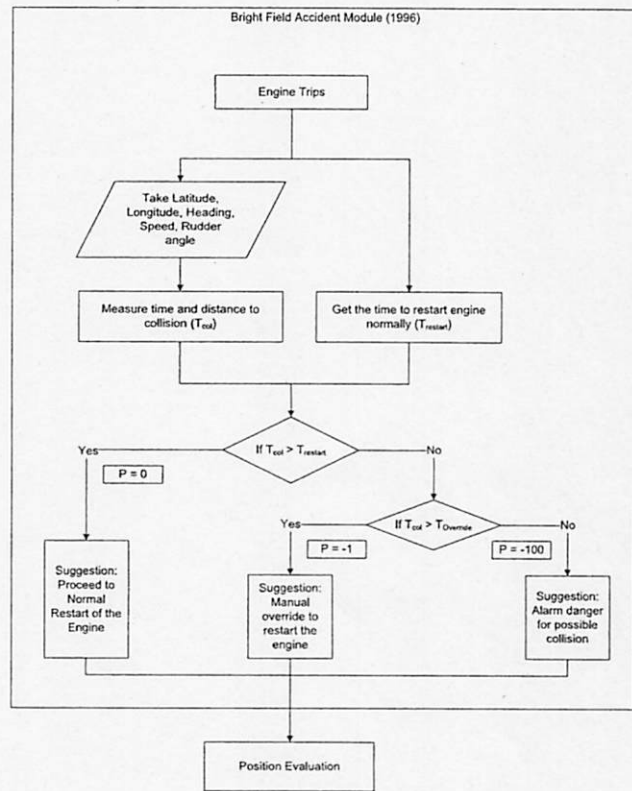 Bright Field Accident Module (1996)
Engine Trips
Take Latitude,
Longitude, Heading,
Speed, Rudder
angle
Measure time and distance to
collision (Tcol)
Get the time to restart engine
normally (Trestart)
If Tcol > Trestart
Yes
No
P = 0
If Tcol > TOverride
Yes
No
P = -1
P = -100
Suggestion:
Proceed to
Normal
Restart of the
Engine
Suggestion:
Manual
override to
restart the
engine
Suggestion:
Alarm danger
for possible
collision
Position Evaluation